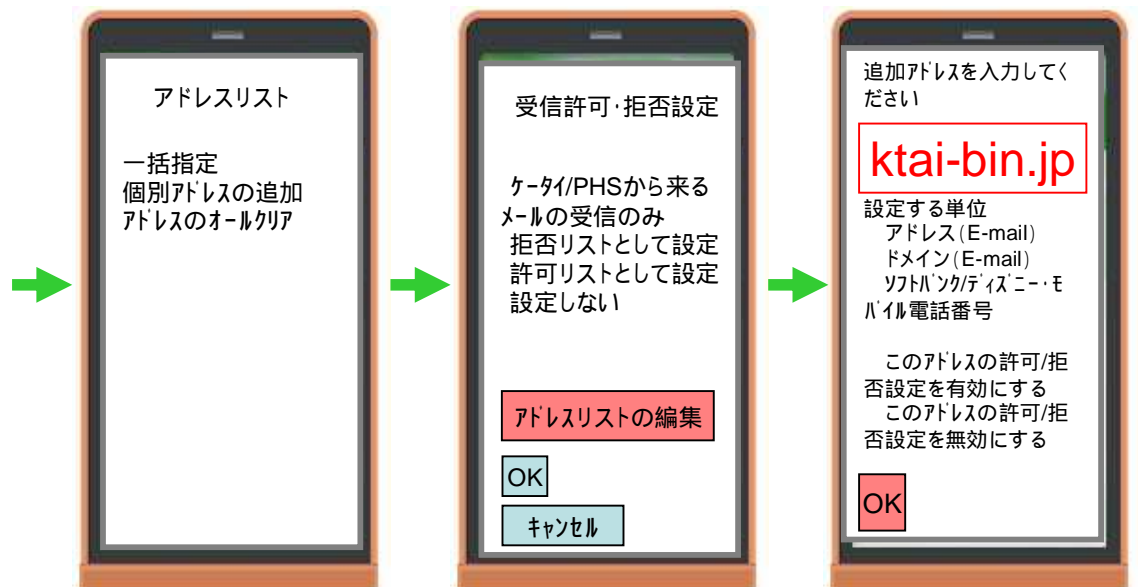 アドレスリスト
一括指定
個別ｱﾄﾞﾚｽの追加
ｱﾄﾞﾚｽのｵｰﾙｸﾘｱ
受信許可･拒否設定
ｹｰﾀｲ/PHSから来る
ﾒｰﾙの受信のみ
拒否リストとして設定
許可リストとして設定
設定しない
ｱﾄﾞﾚｽリストの編集
OK
ｷｬﾝｾﾙ
追加ｱﾄﾞﾚｽを入力してく
ださい
ktai-bin.jp
設定する単位
アドレス(E-mail)
ドメイン(E-mail)
ｿﾌﾄﾊﾞﾝｸ/ﾃﾞｨｽﾞﾆｰ･ﾓ
ﾊﾞｲﾙ電話番号
このｱﾄﾞﾚｽの許可/拒
否設定を有効にする
このｱﾄﾞﾚｽの許可/拒
否設定を無効にする
OK